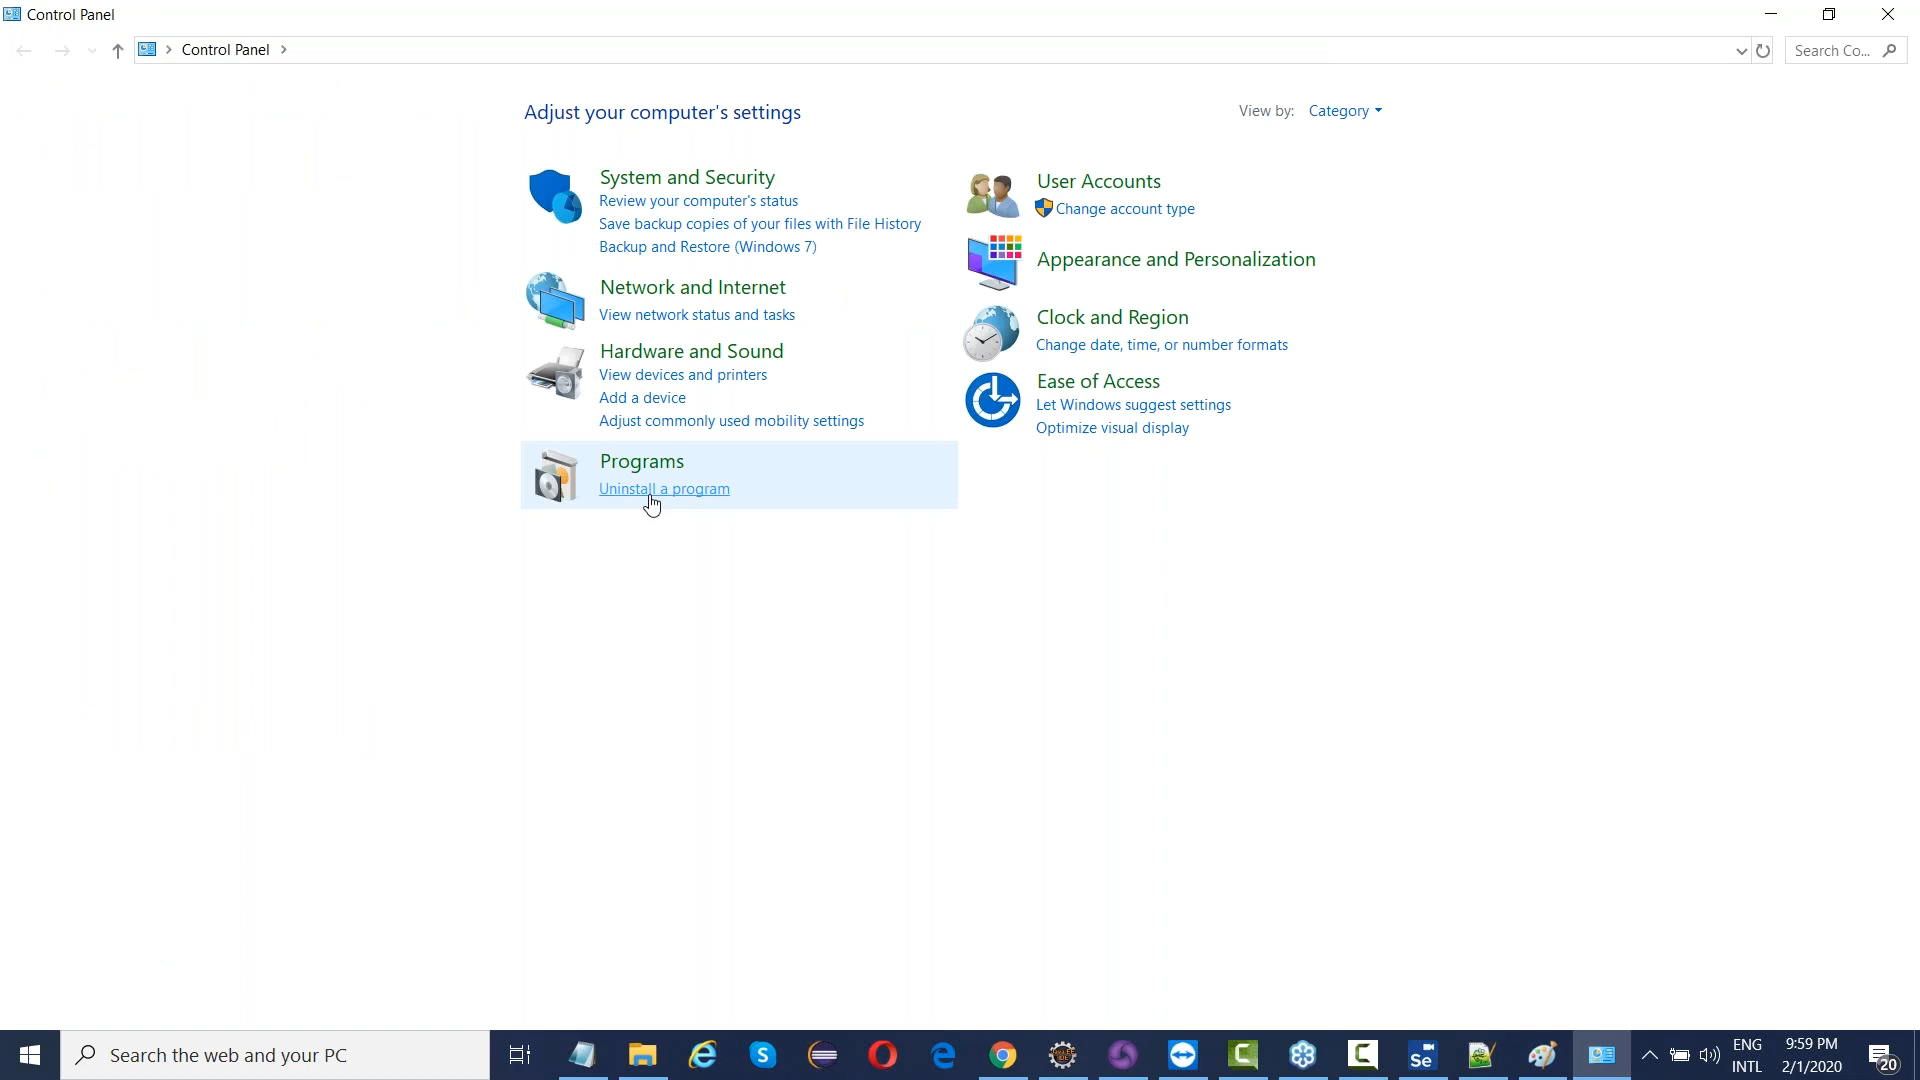 Control Panel
Control Panel
Search Co...
Adjust your computer's settings
View by: Category
System and Security
Review your computer's status
Save backup copies of your files with File History
Backup and Restore (Windows 7)
Network and Internet
View network status and tasks
Hardware and Sound
View devices and printers
Add a device
Adjust commonly used mobility settings
Programs
Uninstall a program
User Accounts
Change account type
Appearance and Personalization
Clock and Region
Change date, time, or number formats
Ease of Access
Let Windows suggest settings
Optimize visual display
Search the web and your PC
Se
ENG
INTL
9:59 PM
2/1/2020
20